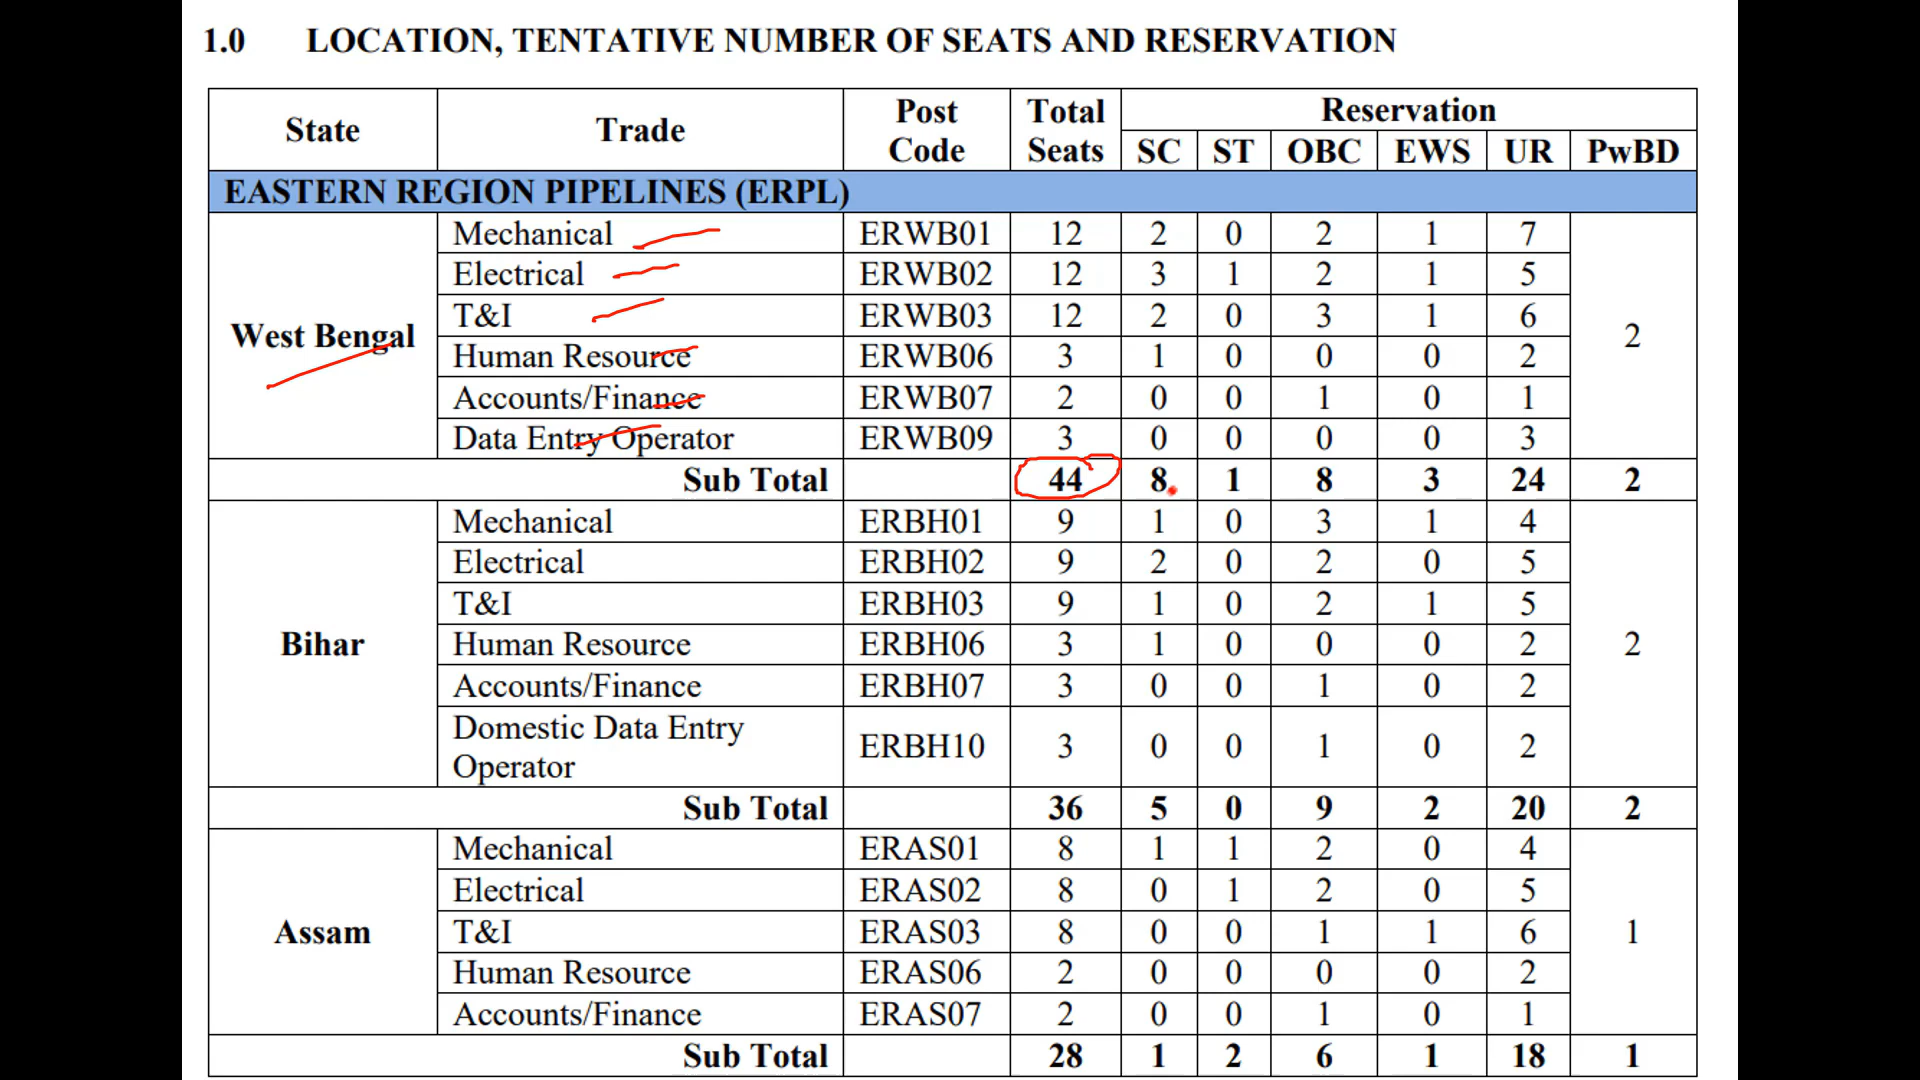 1.0 LOCATION, TENTATIVE NUMBER OF SEATS AND RESERVATION
State Trade Post Code Total Seats Reservation
SC ST OBC EWS UR PwBD
EASTERN REGION PIPELINES (ERPL)
West Bengal Mechanical ERWB01 12 2 0 2 1 7 2
Electrical ERWB02 12 3 1 2 1 5
T&I ERWB03 12 2 0 3 1 6
Human Resource ERWB06 3 1 0 0 0 2
Accounts/Finance ERWB07 2 0 0 1 0 1
Data Entry Operator ERWB09 3 0 0 0 0 3
Sub Total 44 8 1 8 3 24 2
Bihar Mechanical ERBH01 9 1 0 3 1 4 2
Electrical ERBH02 9 2 0 2 0 5
T&I ERBH03 9 1 0 2 1 5
Human Resource ERBH06 3 1 0 0 0 2
Accounts/Finance ERBH07 3 0 0 1 0 2
Domestic Data Entry
Operator ERBH10 3 0 0 1 0 2
Sub Total 36 5 0 9 2 20 2
Assam Mechanical ERAS01 8 1 1 2 0 4 1
Electrical ERAS02 8 0 1 2 0 5
T&I ERAS03 8 0 0 1 1 6
Human Resource ERAS06 2 0 0 0 0 2
Accounts/Finance ERAS07 2 0 0 1 0 1
Sub Total 28 1 2 6 1 18 1